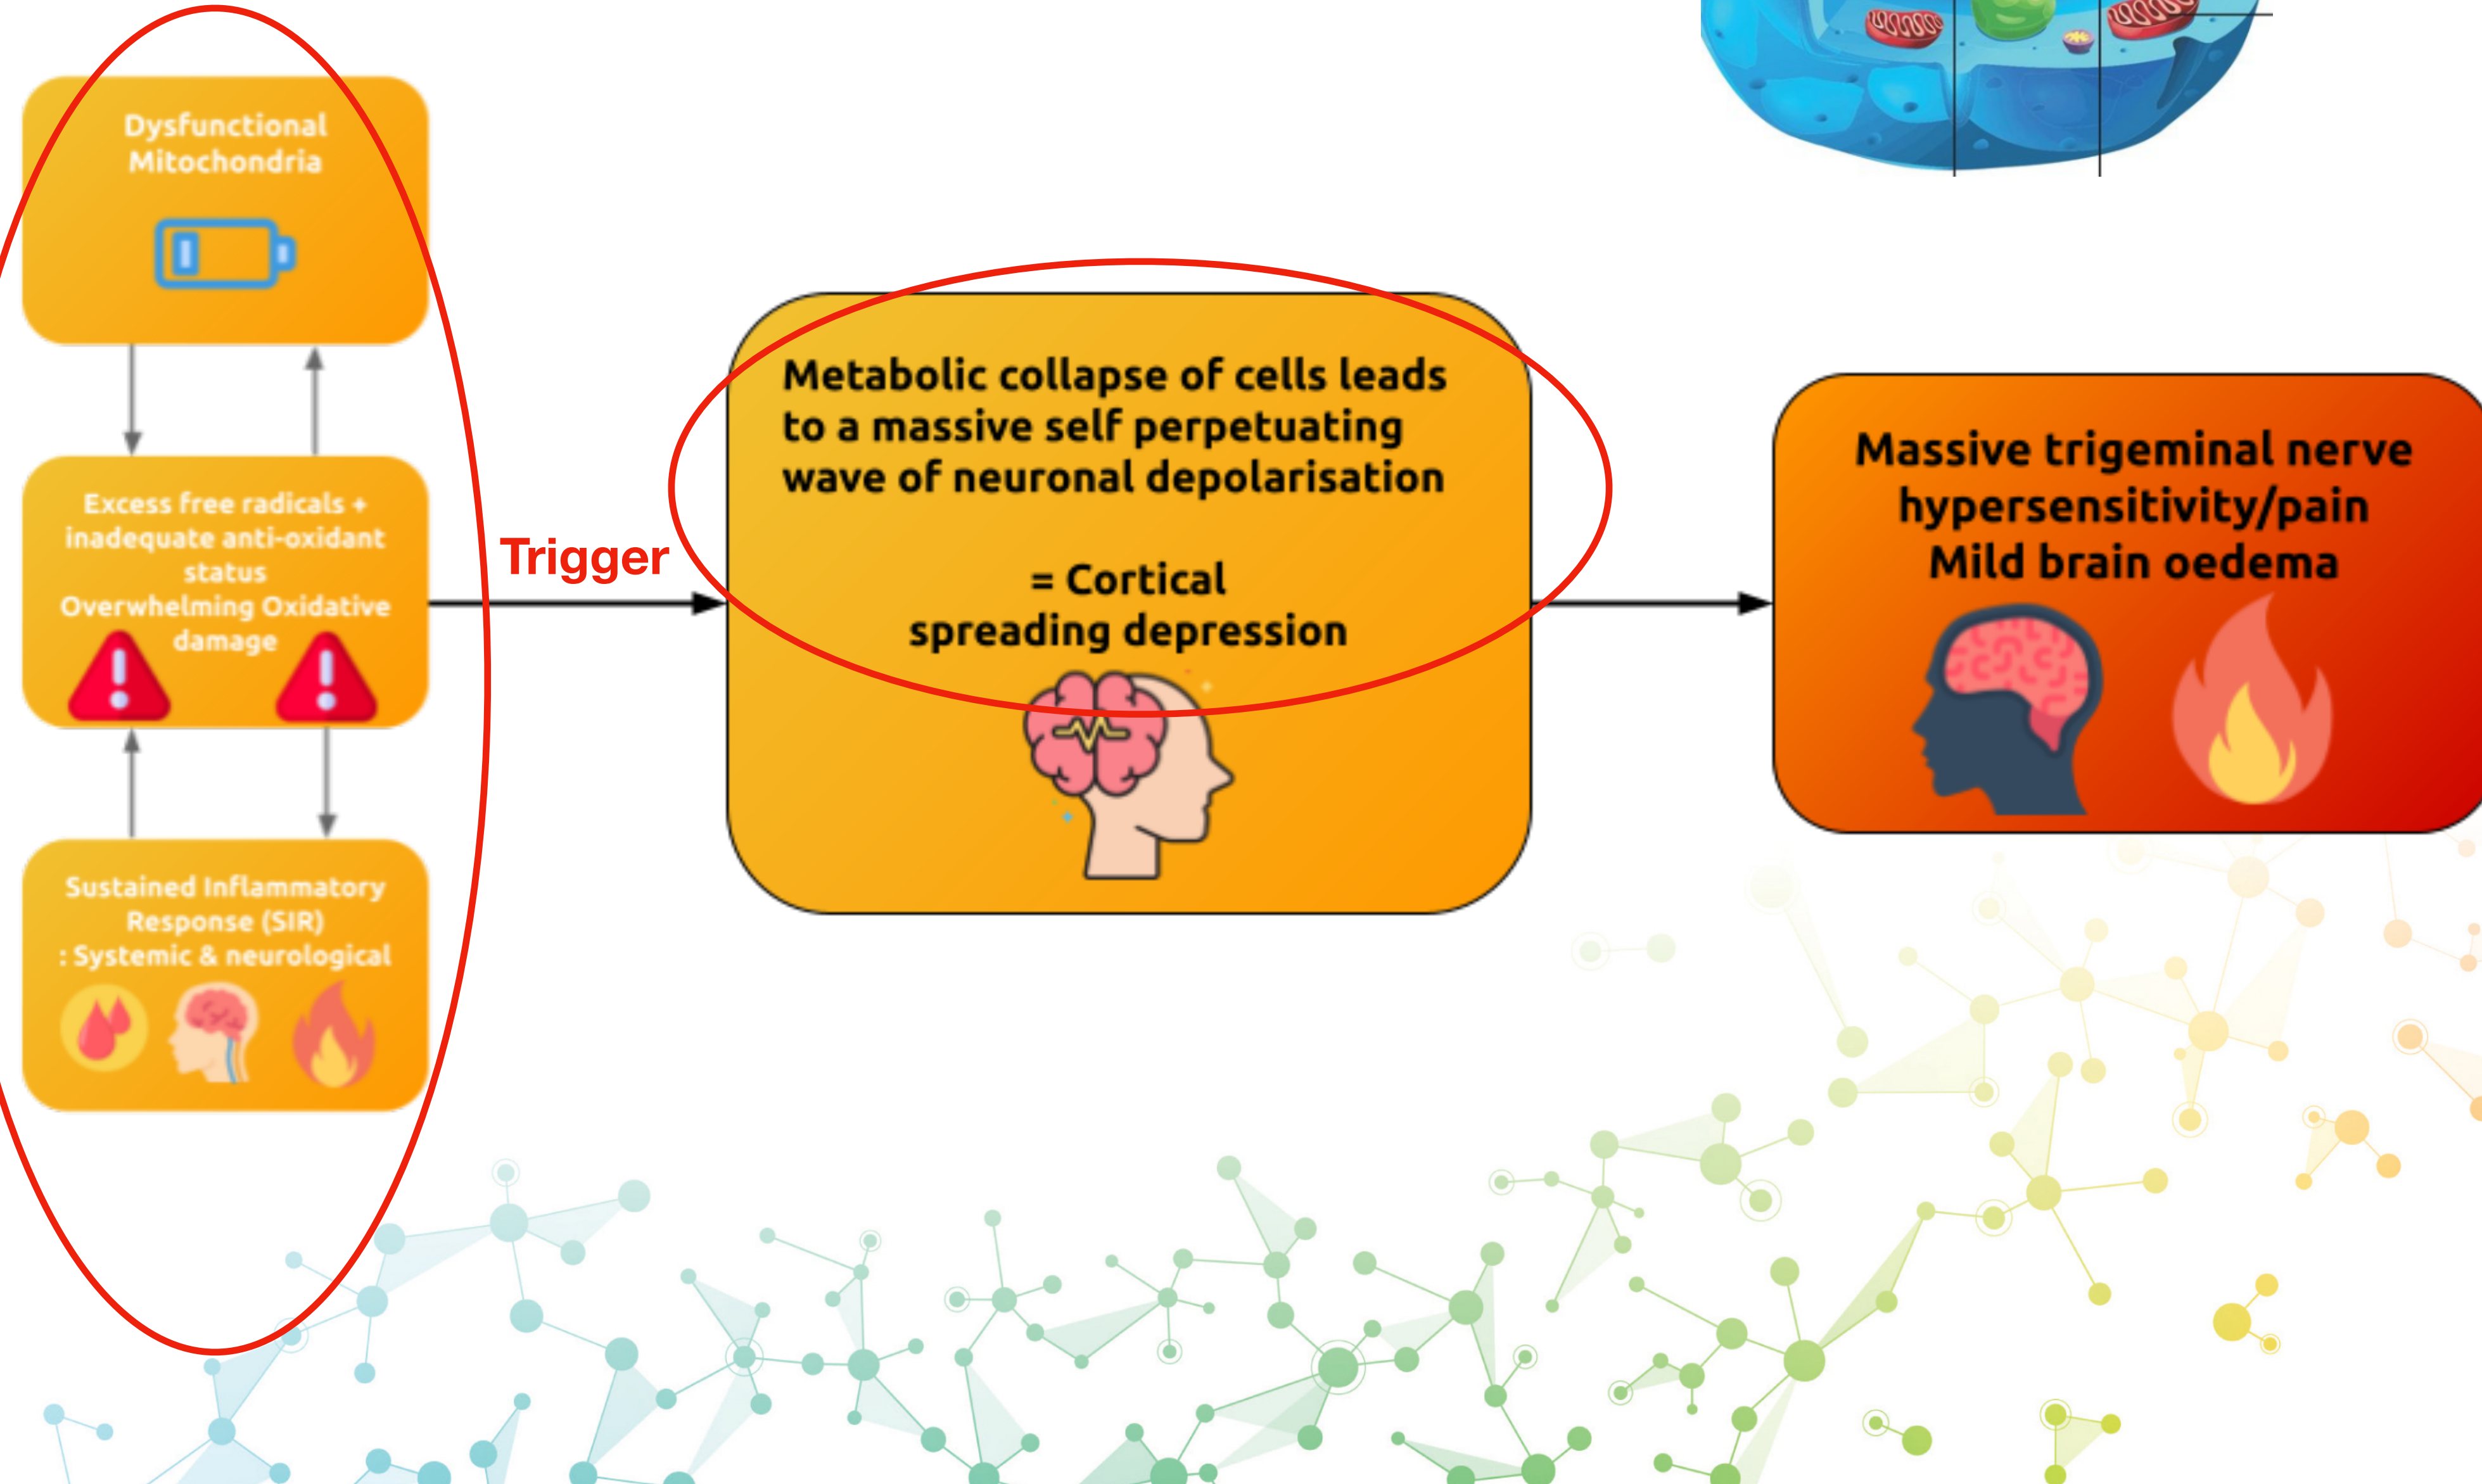 Dysfunctional
Mitochondria
Excess free radicals +
inadequate anti-oxidant
status
Overwhelming Oxidative
damage
Sustained Inflammatory
Response (SIR)
: Systemic & neurological
Trigger
Metabolic collapse of cells leads
to a massive self perpetuating
wave of neuronal depolarisation
= Cortical
spreading depression
Massive trigeminal nerve
hypersensitivity/pain
Mild brain oedema